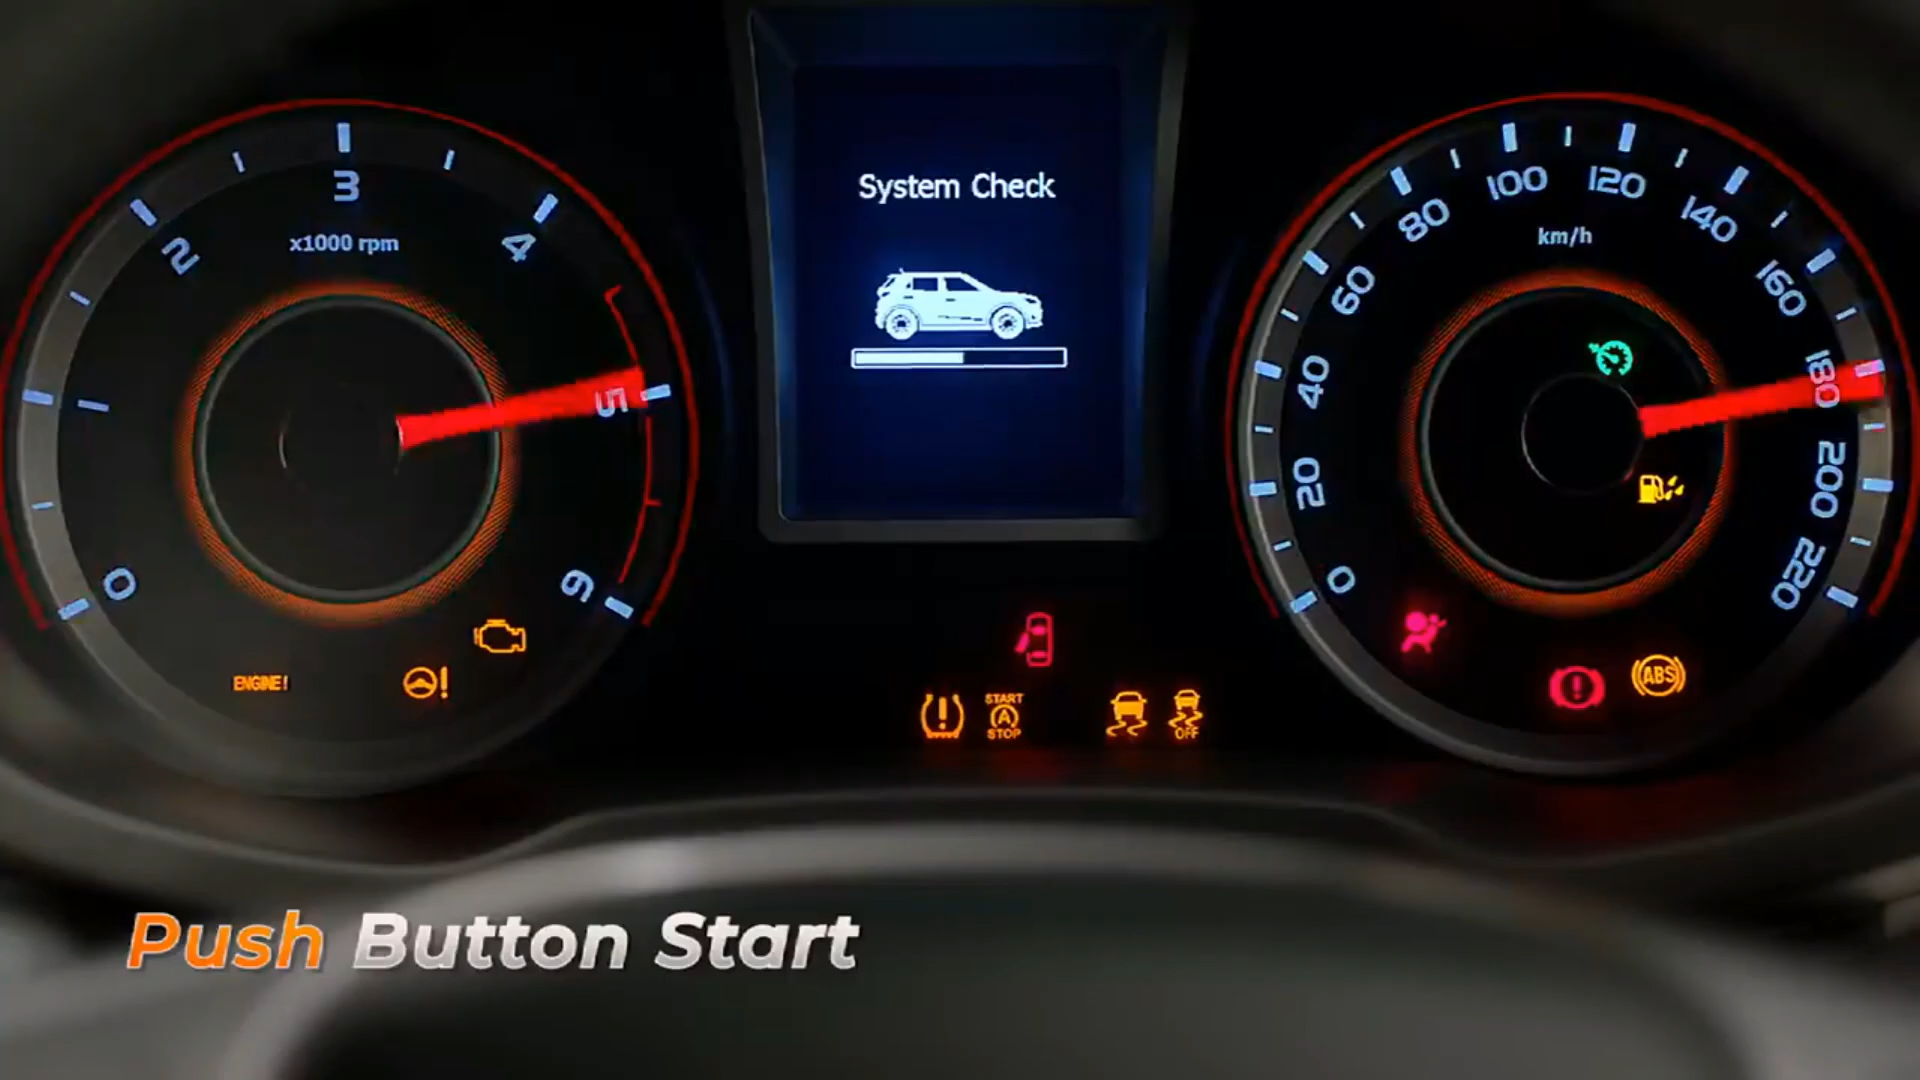 0
2
3
4
5
6
x1000 rpm
ENGINE!
System Check
START
A
STOP
OFF
0
20
40
60
80
100
120
140
160
180
200
220
km/h
ABS
Push Button Start